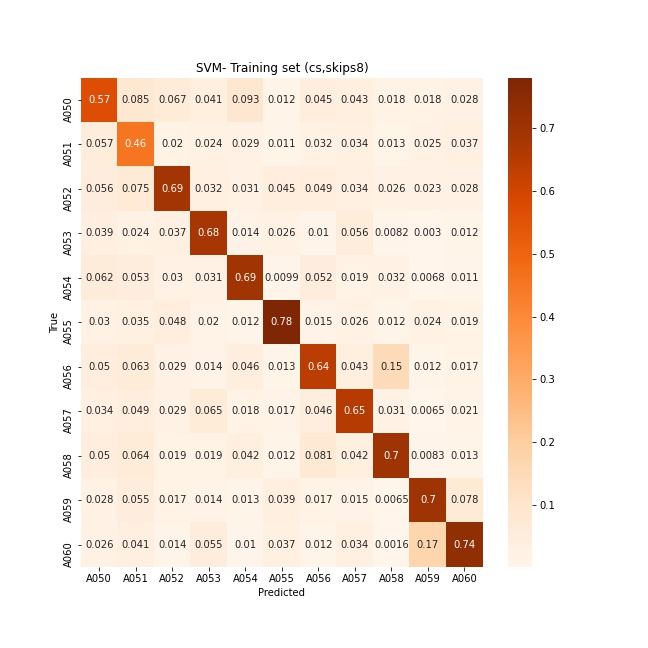 SVM- Training set (cs,skips8)
A050 0.57 0.085 0.067 0.041 0.093 0.012 0.045 0.043 0.018 0.018 0.028
A051 0.057 0.46 0.02 0.024 0.029 0.011 0.032 0.034 0.013 0.025 0.037
A052 0.056 0.075 0.69 0.032 0.031 0.045 0.049 0.034 0.026 0.023 0.028
A053 0.039 0.024 0.037 0.68 0.014 0.026 0.01 0.056 0.0082 0.003 0.012
A054 0.062 0.053 0.03 0.031 0.69 0.0099 0.052 0.019 0.032 0.0068 0.011
A055 0.03 0.035 0.048 0.02 0.012 0.78 0.015 0.026 0.012 0.024 0.019
A056 0.05 0.063 0.029 0.014 0.046 0.013 0.64 0.043 0.15 0.012 0.017
A057 0.034 0.049 0.029 0.065 0.018 0.017 0.046 0.65 0.031 0.0065 0.021
A058 0.05 0.064 0.019 0.019 0.042 0.012 0.081 0.042 0.7 0.0083 0.013
A059 0.028 0.055 0.017 0.014 0.013 0.039 0.017 0.015 0.0065 0.7 0.078
A060 0.026 0.041 0.014 0.055 0.01 0.037 0.012 0.034 0.0016 0.17 0.74
A050 A051 A052 A053 A054 A055 A056 A057 A058 A059 A060
Predicted
True
0.7
0.6
0.5
0.4
0.3
0.2
0.1